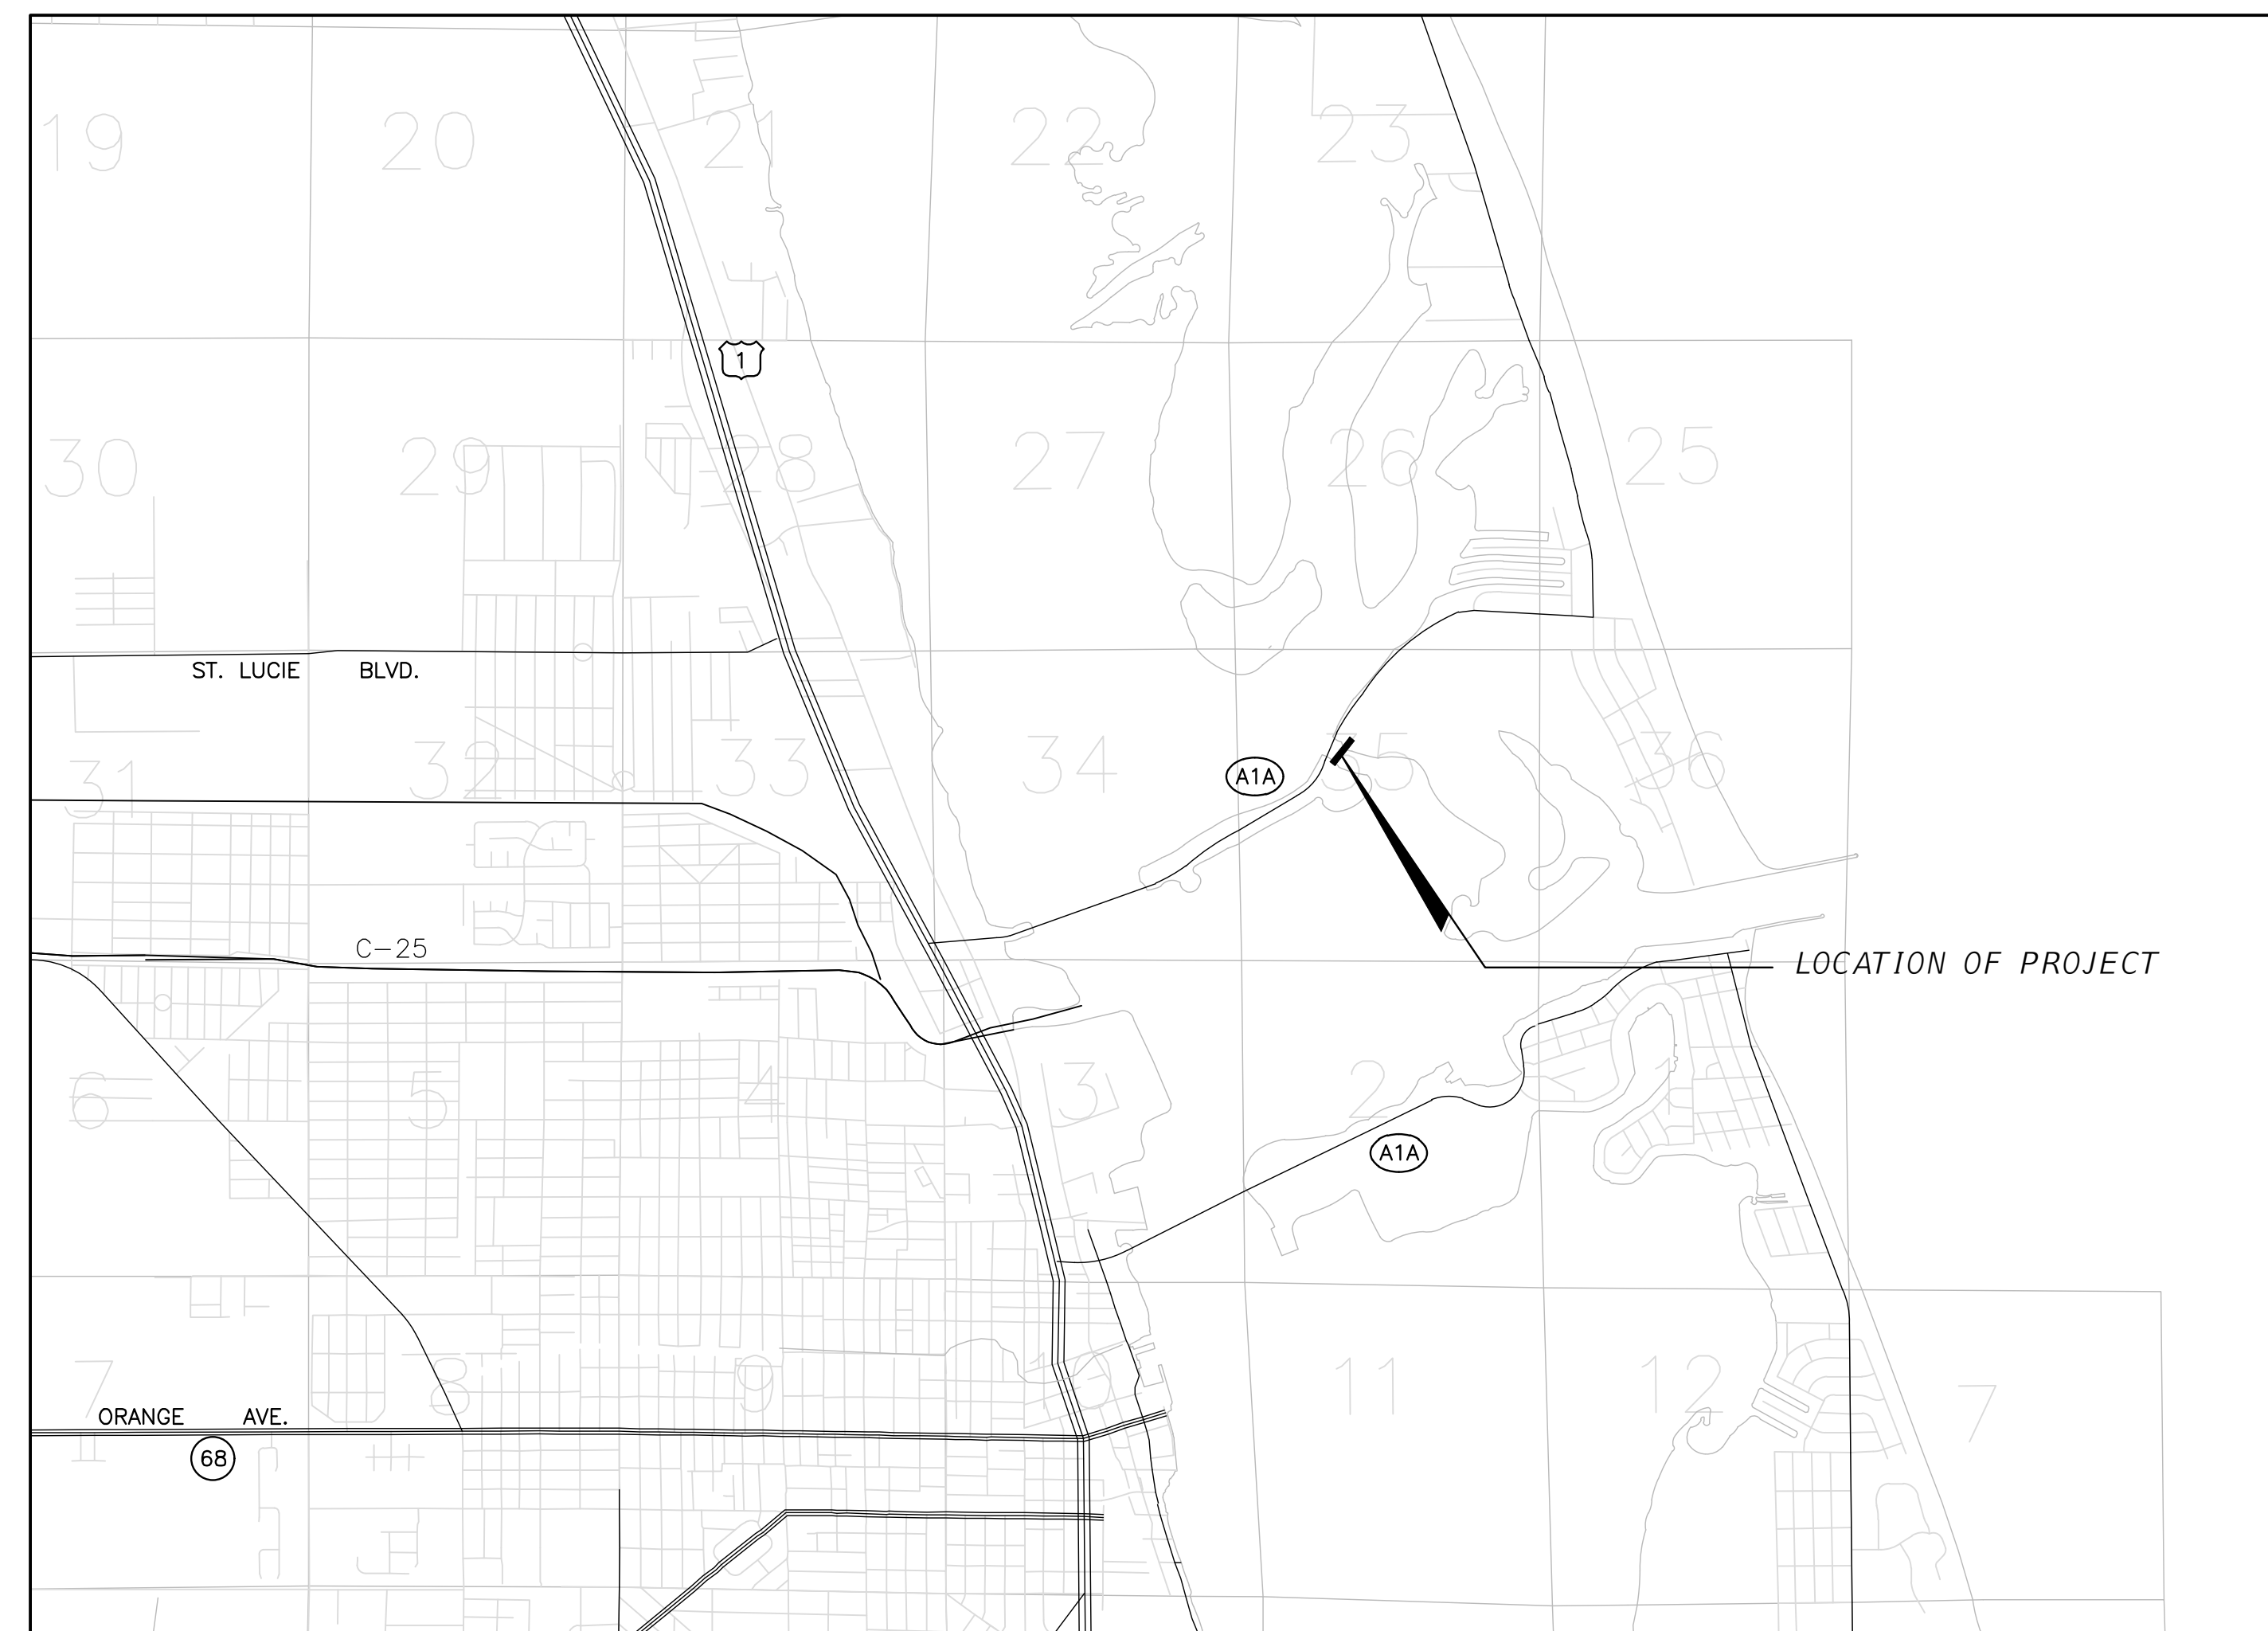 19 20 21 22 23
1
30 29 28 27 26 25
ST. LUCIE BLVD.
31 32 33 34 35 36
A1A
C-25
LOCATION OF PROJECT
6 5 4 3 2 1
A1A
7 8 9 10 11 12 7
ORANGE AVE.
68